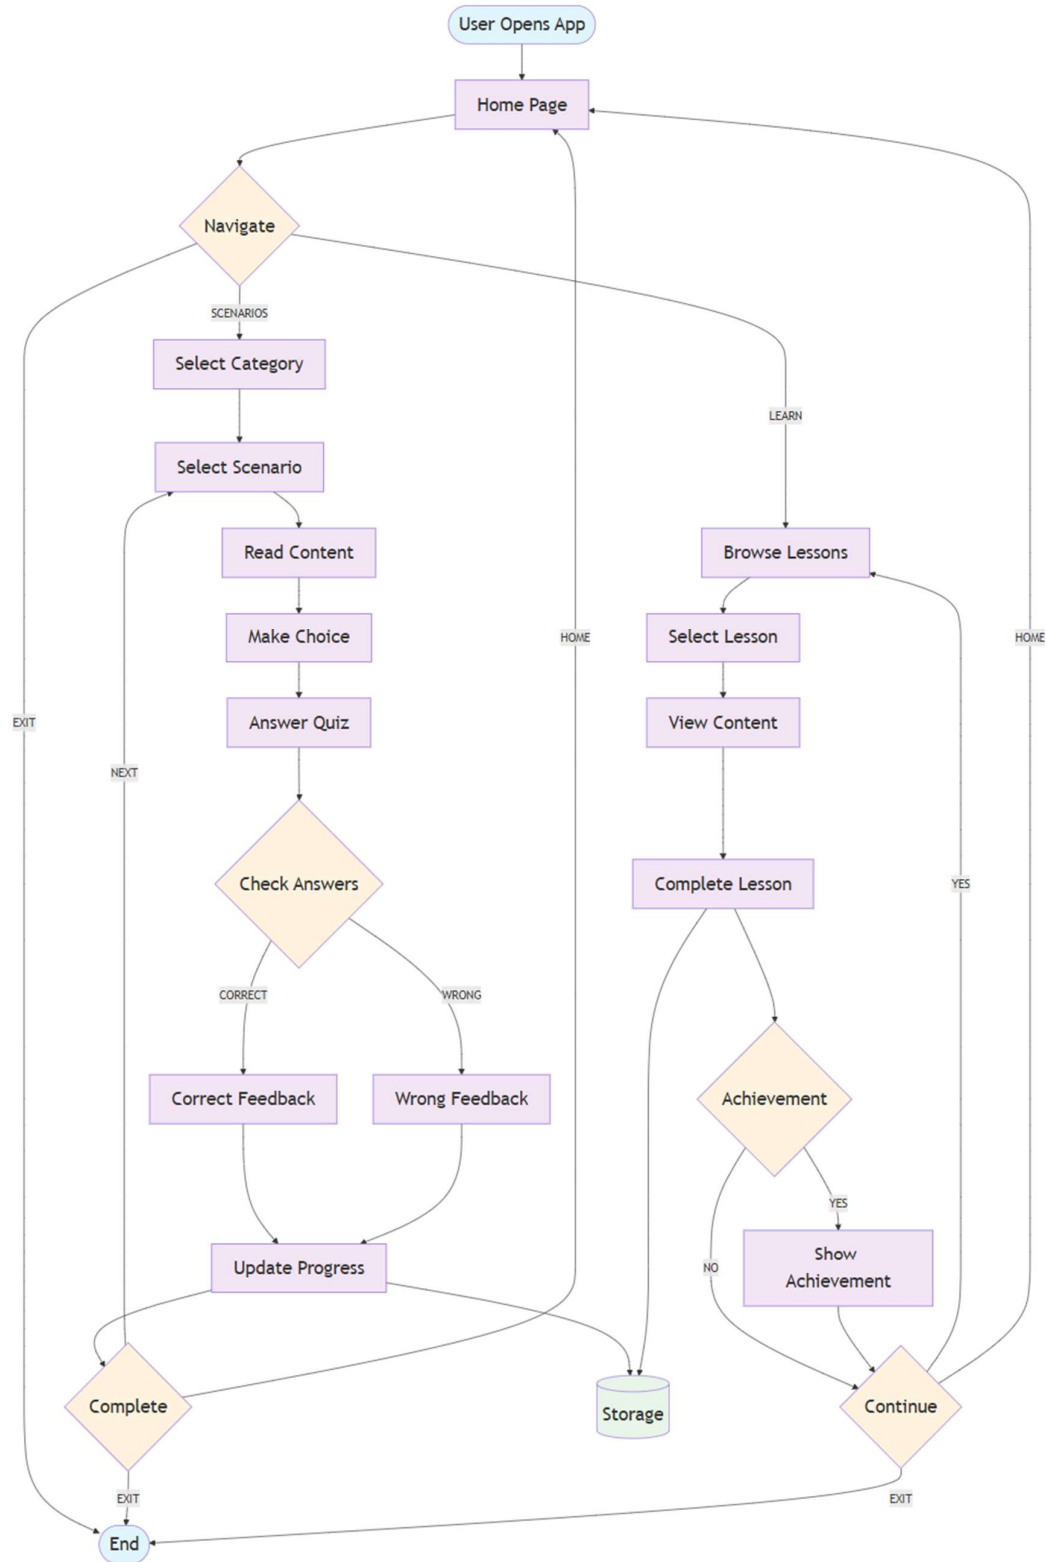 User Opens App
Home Page
Navigate
SCENARIOS
Select Category
LEARN
Select Scenario
Read Content
Browse Lessons
Make Choice
HOME
Select Lesson
HOME
EXIT
Answer Quiz
View Content
NEXT
Check Answers
Complete Lesson
YES
CORRECT
WRONG
Correct Feedback
Wrong Feedback
Achievement
YES
Update Progress
NO
Show
Achievement
Complete
Storage
Continue
EXIT
EXIT
End